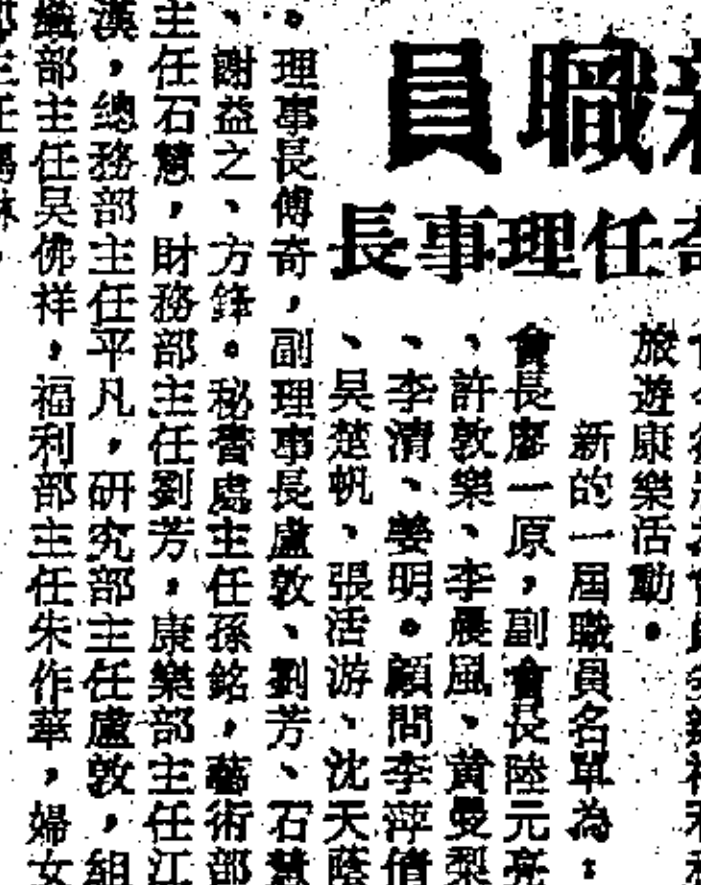 職員
任理事長
旅遊康樂活動。
新的一屆職員名單為：
會長廖一原，副會長陸元亮
、許敦樂、李晨風、黃曼梨
、李清、姜明。顧問李萍倩
、吴楚帆、張活游、沈天蔭
。理事長傅奇，副理事長盧敦、劉芳、石慧
、謝益之、方鋒。秘書處主任孫銘，藝術部
主任石慧，財務部主任劉芳，康樂部主任江
漢，總務部主任平凡，研究部主任盧敦，組
織部主任吴佛祥，福利部主任朱作華，婦女
部主任